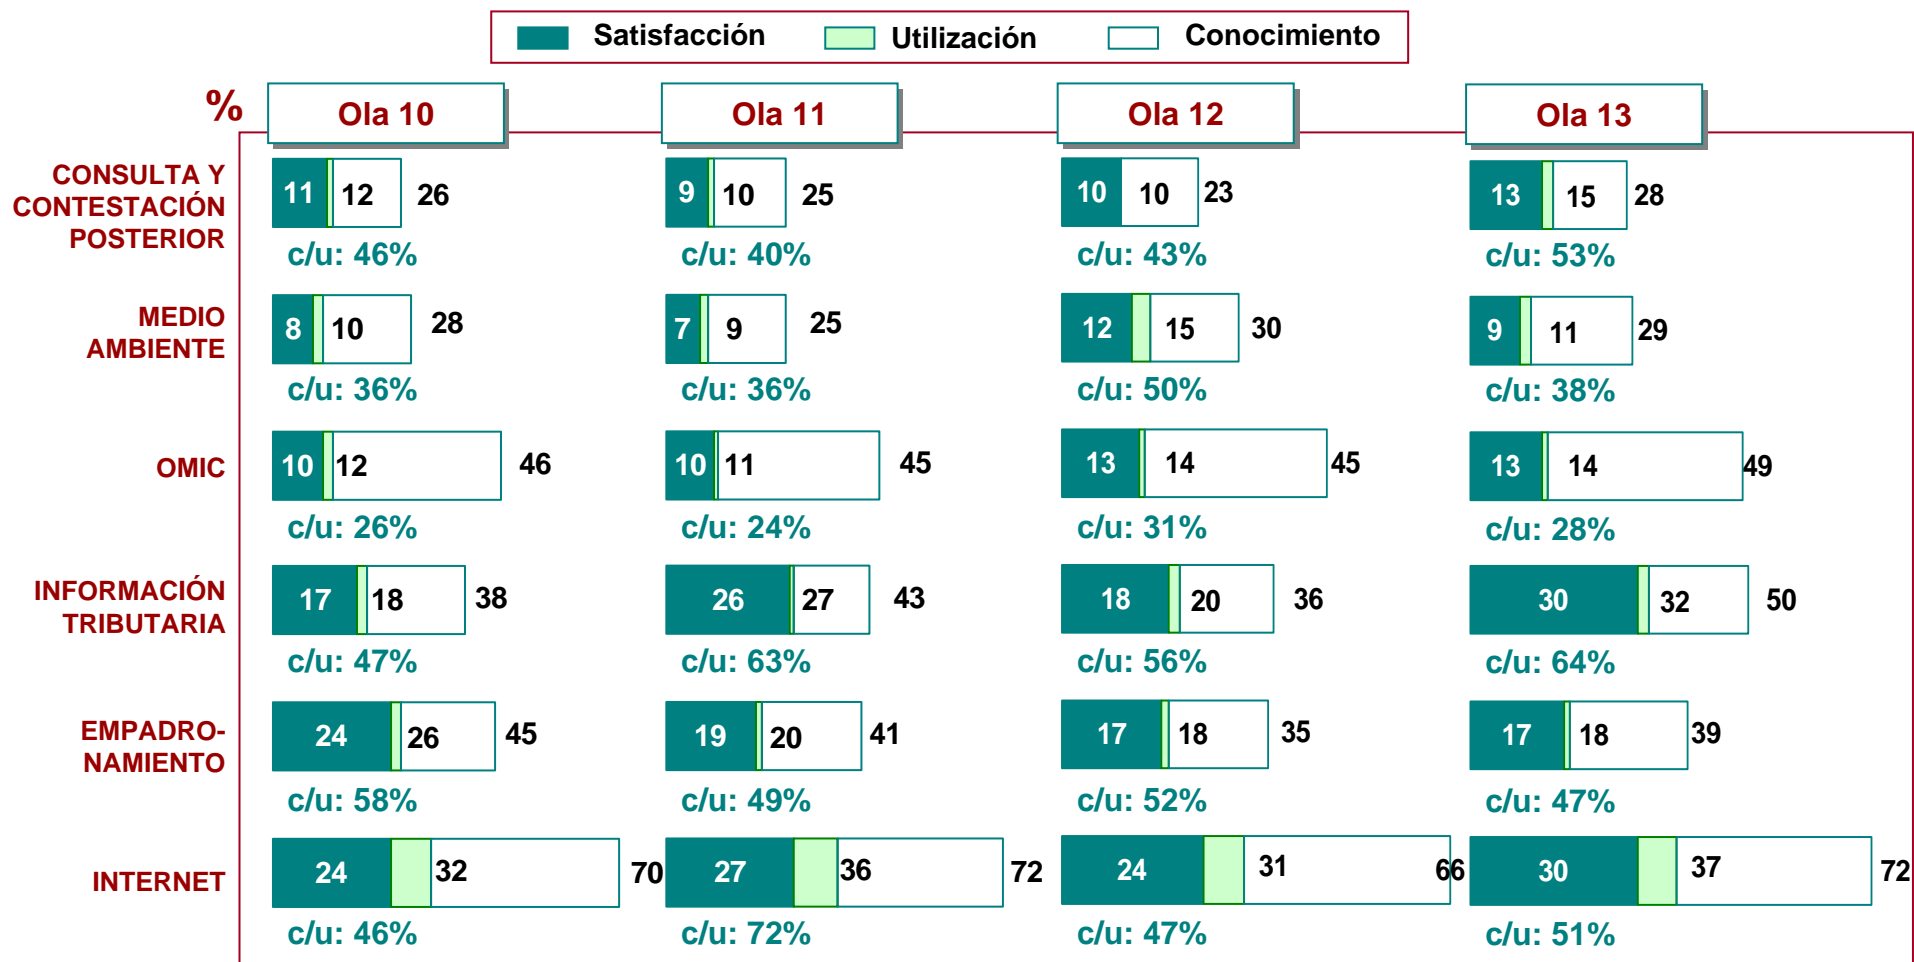 Satisfacción Utilización Conocimiento
% Ola 10 Ola 11 Ola 12 Ola 13
CONSULTA Y
CONTESTACIÓN
POSTERIOR
11 12 26 9 10 25 10 10 23 13 15 28
c/u: 46% c/u: 40% c/u: 43% c/u: 53%
MEDIO
AMBIENTE
8 10 28 7 9 25 12 15 30 9 11 29
c/u: 36% c/u: 36% c/u: 50% c/u: 38%
OMIC
10 12 46 10 11 45 13 14 45 13 14 49
c/u: 26% c/u: 24% c/u: 31% c/u: 28%
INFORMACIÓN
TRIBUTARIA
17 18 38 26 27 43 18 20 36 30 32 50
c/u: 47% c/u: 63% c/u: 56% c/u: 64%
EMPADRO-
NAMIENTO
24 26 45 19 20 41 17 18 35 17 18 39
c/u: 58% c/u: 49% c/u: 52% c/u: 47%
INTERNET
24 32 70 27 36 72 24 31 66 30 37 72
c/u: 46% c/u: 72% c/u: 47% c/u: 51%